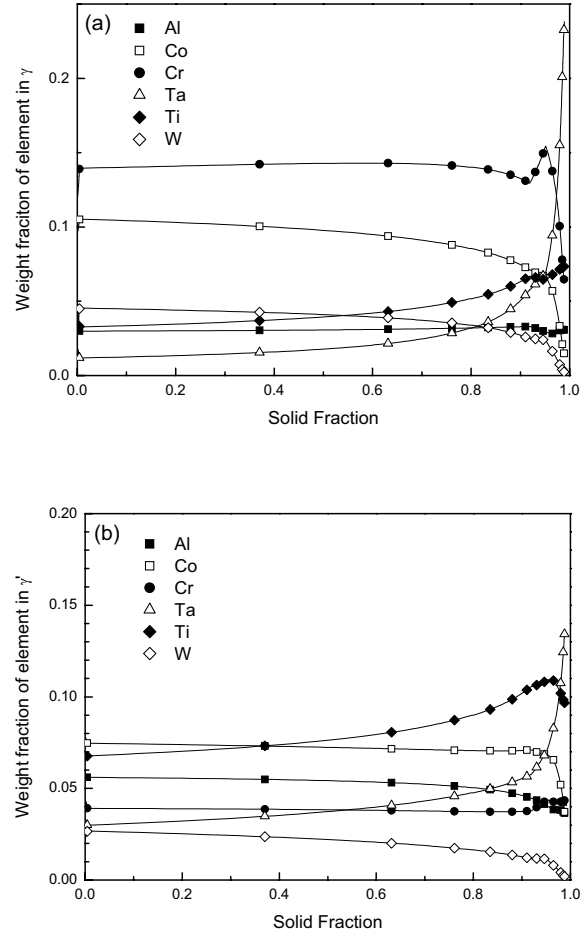 (a)
Al
Co
Cr
Ta
Ti
W
0.2
0.1
0.0
Weight fraciton of element in γ
0.0 0.2 0.4 0.6 0.8 1.0
Solid Fraction
(b)
Al
Co
Cr
Ta
Ti
W
0.20
0.15
0.10
0.05
0.00
Weight fraction of element in γ'
0.0 0.2 0.4 0.6 0.8 1.0
Solid Fraction